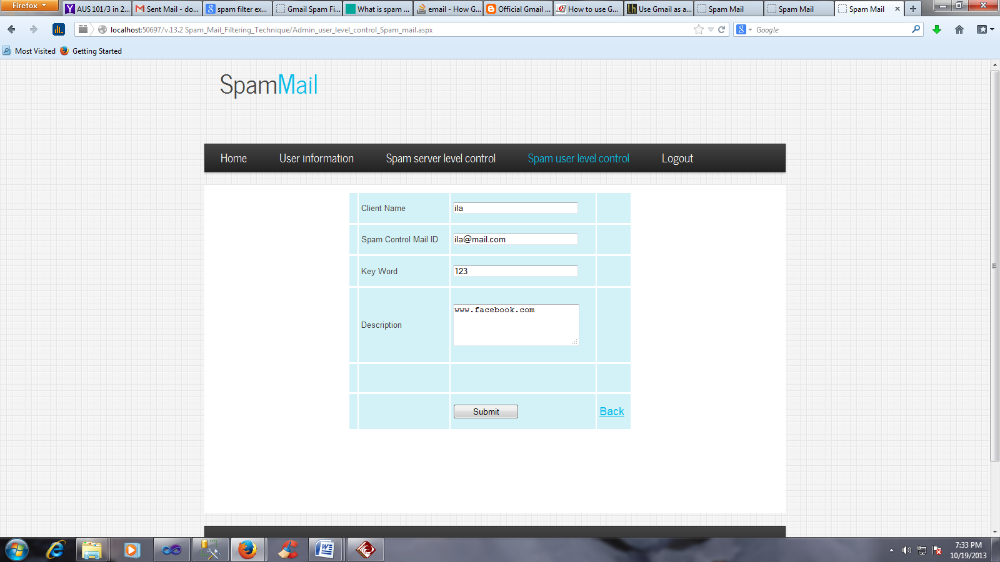 Firefox
AUS 101/3 in 2...
Sent Mail - do...
spam filter ex...
Gmail Spam Fi...
What is spam ...
email - How G...
Official Gmail ...
How to use G...
Use Gmail as a...
Spam Mail
Spam Mail
Spam Mail
localhost:50697/v.13.2 Spam_Mail_Filtering_Technique/Admin_user_level_control_Spam_mail.aspx
Google
Most Visited
Getting Started
SpamMail
Home
User information
Spam server level control
Spam user level control
Logout
Client Name
ila
Spam Control Mail ID
ila@mail.com
Key Word
123
Description
www.facebook.com
Submit
Back
7:33 PM
10/19/2013